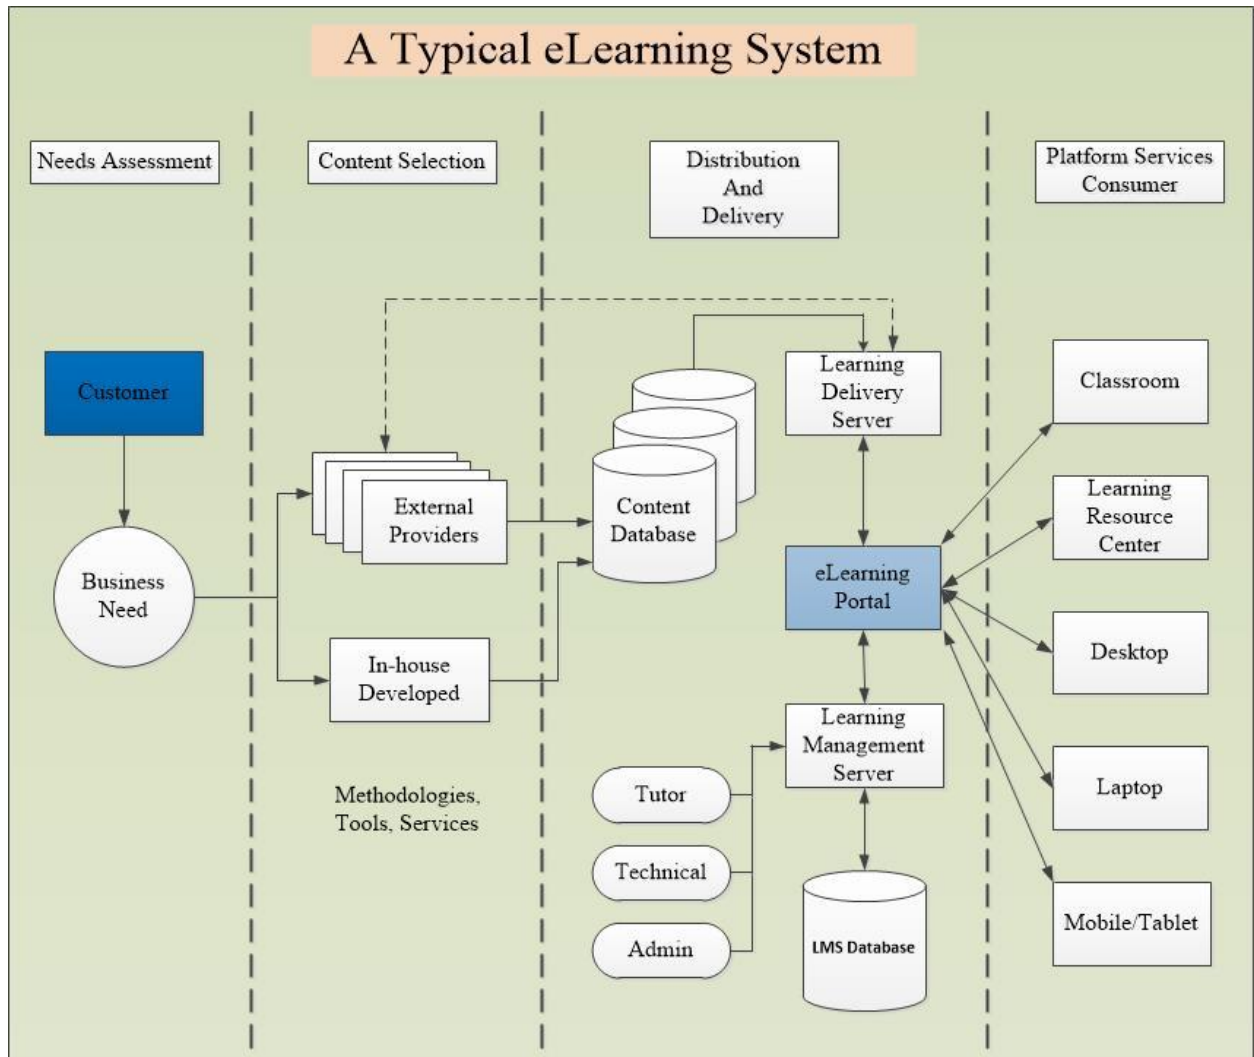 A Typical eLearning System
Needs Assessment
Content Selection
Distribution
And
Delivery
Platform Services
Consumer
Customer
Business
Need
External
Providers
In-house
Developed
Methodologies,
Tools, Services
Content
Database
Learning
Delivery
Server
eLearning
Portal
Learning
Management
Server
Tutor
Technical
Admin
LMS Database
Classroom
Learning
Resource
Center
Desktop
Laptop
Mobile/Tablet